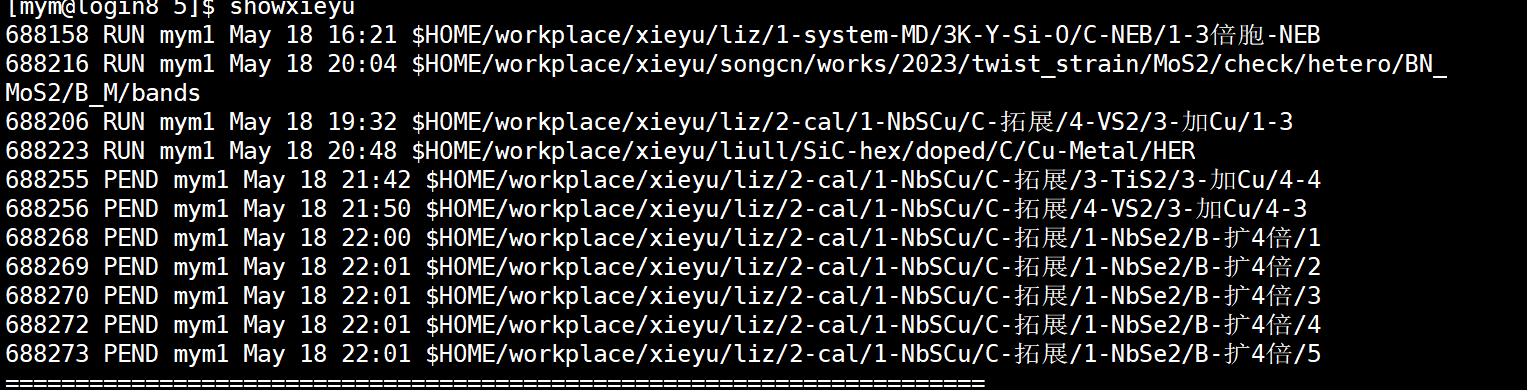 [mym@login8 5]$ showxieyu
688158 RUN mym1 May 18 16:21 $HOME/workplace/xieyu/liz/1-system-MD/3K-Y-Si-O/C-NEB/1-3倍胞-NEB
688216 RUN mym1 May 18 20:04 $HOME/workplace/xieyu/songcn/works/2023/twist_strain/MoS2/check/hetero/BN_
MoS2/B_M/bands
688206 RUN mym1 May 18 19:32 $HOME/workplace/xieyu/liz/2-cal/1-NbSCu/C-拓展/4-VS2/3-加Cu/1-3
688223 RUN mym1 May 18 20:48 $HOME/workplace/xieyu/liull/SiC-hex/doped/C/Cu-Metal/HER
688255 PEND mym1 May 18 21:42 $HOME/workplace/xieyu/liz/2-cal/1-NbSCu/C-拓展/3-TiS2/3-加Cu/4-4
688256 PEND mym1 May 18 21:50 $HOME/workplace/xieyu/liz/2-cal/1-NbSCu/C-拓展/4-VS2/3-加Cu/4-3
688268 PEND mym1 May 18 22:00 $HOME/workplace/xieyu/liz/2-cal/1-NbSCu/C-拓展/1-NbSe2/B-扩4倍/1
688269 PEND mym1 May 18 22:01 $HOME/workplace/xieyu/liz/2-cal/1-NbSCu/C-拓展/1-NbSe2/B-扩4倍/2
688270 PEND mym1 May 18 22:01 $HOME/workplace/xieyu/liz/2-cal/1-NbSCu/C-拓展/1-NbSe2/B-扩4倍/3
688272 PEND mym1 May 18 22:01 $HOME/workplace/xieyu/liz/2-cal/1-NbSCu/C-拓展/1-NbSe2/B-扩4倍/4
688273 PEND mym1 May 18 22:01 $HOME/workplace/xieyu/liz/2-cal/1-NbSCu/C-拓展/1-NbSe2/B-扩4倍/5
======================================================================